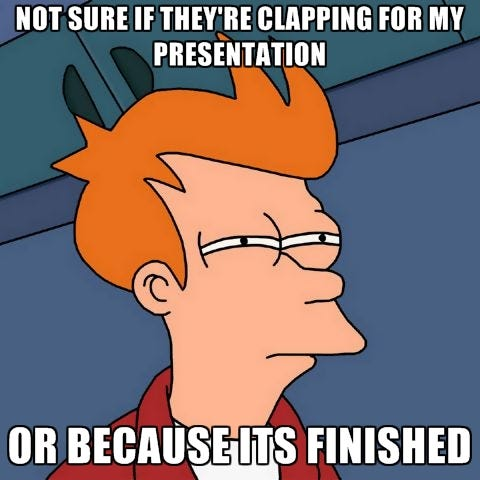 NOT SURE IF THEY'RE CLAPPING FOR MY
PRESENTATION
OR BECAUSE ITS FINISHED